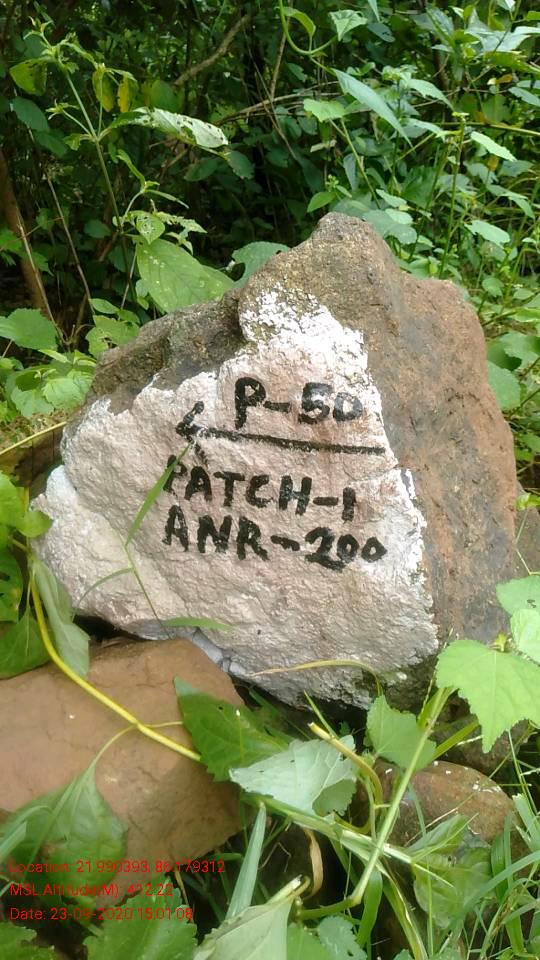 P-50
PATCH-1
ANR-200
Location: 21.990393, 86.179312
MSL Altitude(M): 412.22
Date: 23-09-2020 15:01:08